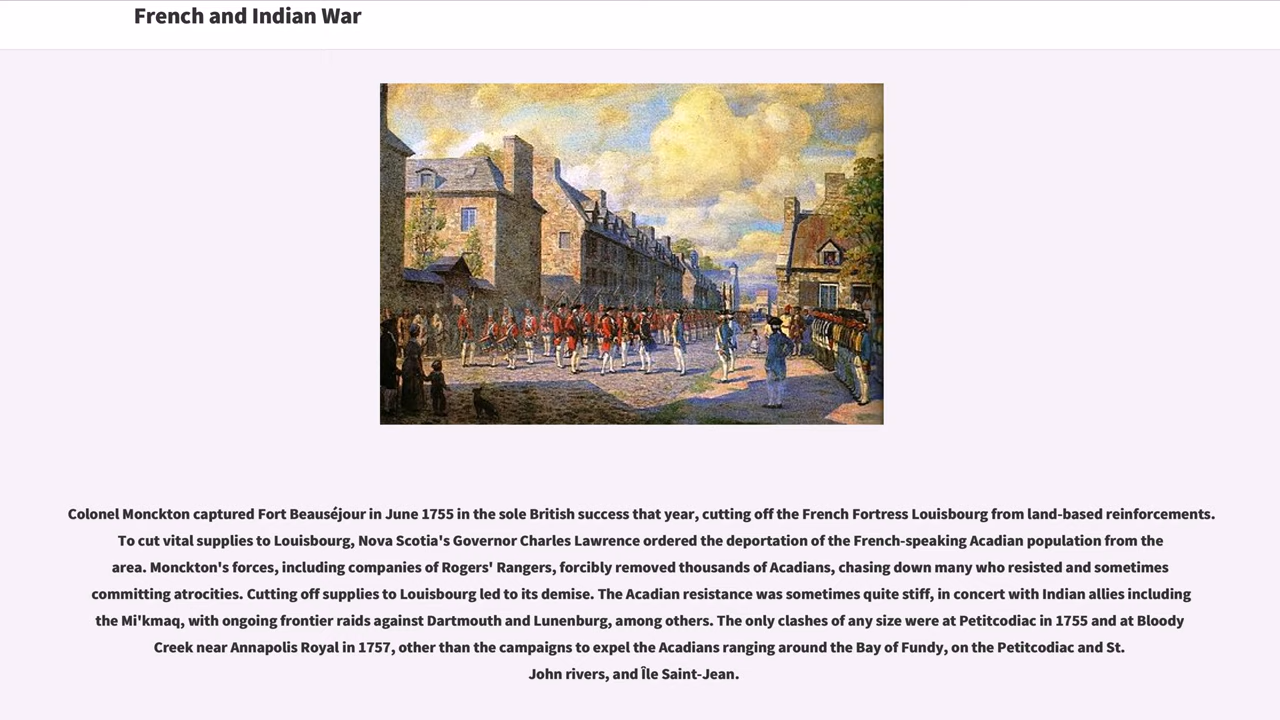 French and Indian War
Colonel Monckton captured Fort Beauséjour in June 1755 in the sole British success that year, cutting off the French Fortress Louisbourg from land-based reinforcements.
To cut vital supplies to Louisbourg, Nova Scotia's Governor Charles Lawrence ordered the deportation of the French-speaking Acadian population from the
area. Monckton's forces, including companies of Rogers' Rangers, forcibly removed thousands of Acadians, chasing down many who resisted and sometimes
committing atrocities. Cutting off supplies to Louisbourg led to its demise. The Acadian resistance was sometimes quite stiff, in concert with Indian allies including
the Mi'kmaq, with ongoing frontier raids against Dartmouth and Lunenburg, among others. The only clashes of any size were at Petitcodiac in 1755 and at Bloody
Creek near Annapolis Royal in 1757, other than the campaigns to expel the Acadians ranging around the Bay of Fundy, on the Petitcodiac and St.
John rivers, and Île Saint-Jean.